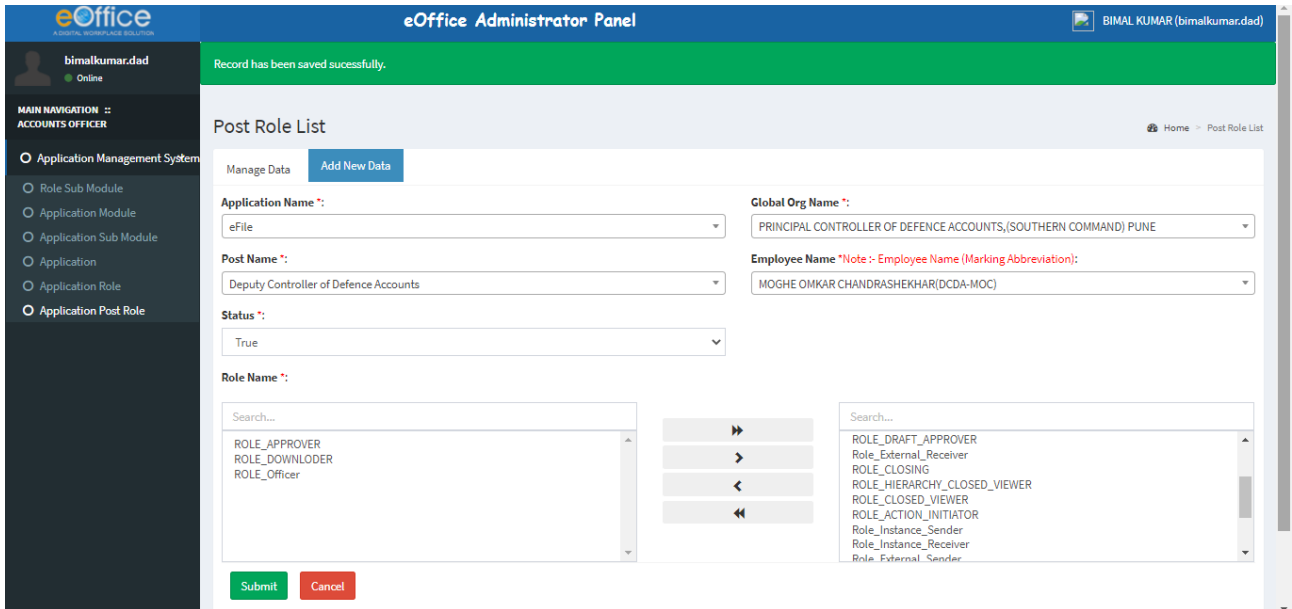 eOffice
A DIGITAL WORKPLACE SOLUTION
eOffice Administrator Panel
BIMAL KUMAR (bimalkumar.dad)
bimalkumar.dad
Online
Record has been saved sucessfully.
MAIN NAVIGATION ::
ACCOUNTS OFFICER
Application Management System
Role Sub Module
Application Module
Application Sub Module
Application
Application Role
Application Post Role
Post Role List
Home > Post Role List
Manage Data
Add New Data
Application Name *:
eFile
Global Org Name *:
PRINCIPAL CONTROLLER OF DEFENCE ACCOUNTS,(SOUTHERN COMMAND) PUNE
Post Name *:
Deputy Controller of Defence Accounts
Employee Name *Note :- Employee Name (Marking Abbreviation):
MOGHE OMKAR CHANDRASHEKHAR(DCDA-MOC)
Status *:
True
Role Name *:
Search...
ROLE_APPROVER
ROLE_DOWNLODER
ROLE_Officer
Search...
ROLE_DRAFT_APPROVER
Role_External_Receiver
ROLE_CLOSING
ROLE_HIERARCHY_CLOSED_VIEWER
ROLE_CLOSED_VIEWER
ROLE_ACTION_INITIATOR
Role_Instance_Sender
Role_Instance_Receiver
Role_External_Sender
Submit
Cancel